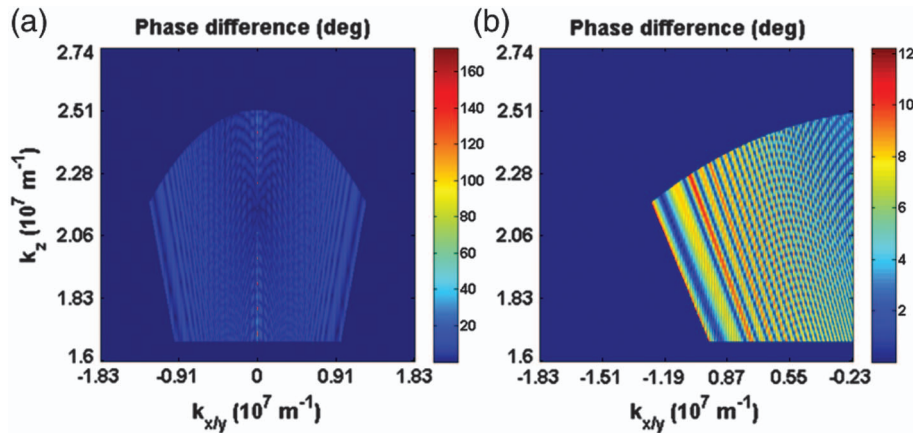 (a)
Phase difference (deg)
2.74
2.51
2.28
2.06
1.83
1.6
-1.83 -0.91 0 0.91 1.83
k_z (10^7 m^-1)
k_x/y (10^7 m^-1)
160
140
120
100
80
60
40
20
(b)
Phase difference (deg)
2.74
2.51
2.28
2.06
1.83
1.6
-1.83 -1.51 -1.19 0.87 0.55 -0.23
k_x/y (10^7 m^-1)
12
10
8
6
4
2